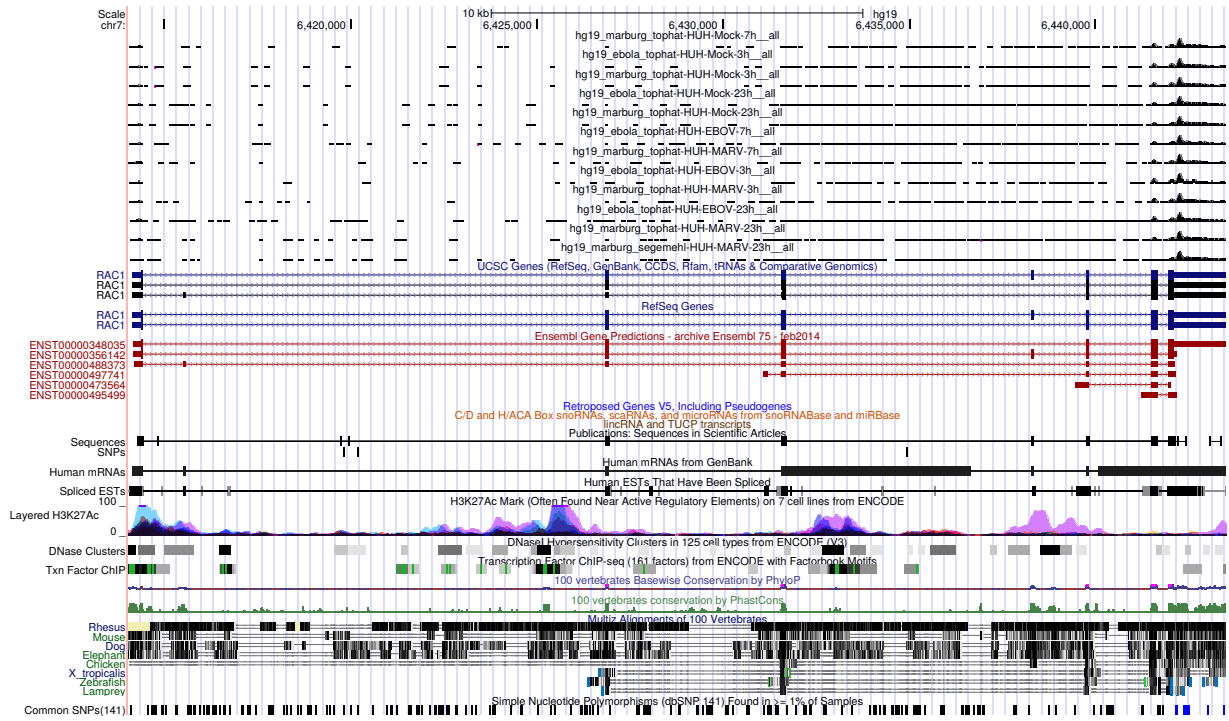 Scale 10 kb hg19
chr7: 6,420,000 6,425,000 6,430,000 6,435,000 6,440,000
hg19_marburg_tophat-HUH-Mock-7h__all
hg19_ebola_tophat-HUH-Mock-3h__all
hg19_marburg_tophat-HUH-Mock-3h__all
hg19_ebola_tophat-HUH-Mock-23h__all
hg19_marburg_tophat-HUH-Mock-23h__all
hg19_ebola_tophat-HUH-EBOV-7h__all
hg19_marburg_tophat-HUH-MARV-7h__all
hg19_ebola_tophat-HUH-EBOV-3h__all
hg19_marburg_tophat-HUH-MARV-3h__all
hg19_ebola_tophat-HUH-EBOV-23h__all
hg19_marburg_tophat-HUH-MARV-23h__all
hg19_marburg_segemehl-HUH-MARV-23h__all
UCSC Genes (RefSeq, GenBank, CCDS, Rfam, tRNAs & Comparative Genomics)
RAC1
RAC1
RAC1
RefSeq Genes
RAC1
RAC1
Ensembl Gene Predictions - archive Ensembl 75 - feb2014
ENST00000348035
ENST00000356142
ENST00000488373
ENST00000497741
ENST00000473564
ENST00000495499
Retroposed Genes V5, Including Pseudogenes
C/D and H/ACA Box snoRNAs, scaRNAs, and microRNAs from snoRNABase and miRBase
lincRNA and TUCP transcripts
Publications: Sequences in Scientific Articles
Sequences
SNPs
Human mRNAs from GenBank
Human mRNAs
Human ESTs That Have Been Spliced
Spliced ESTs
H3K27Ac Mark (Often Found Near Active Regulatory Elements) on 7 cell lines from ENCODE
100 _
Layered H3K27Ac
0 _
DNaseI Hypersensitivity Clusters in 125 cell types from ENCODE (V3)
DNase Clusters
Transcription Factor ChIP-seq (161 factors) from ENCODE with Factorbook Motifs
Txn Factor ChIP
100 vertebrates Basewise Conservation by PhyloP
100 vertebrates conservation by PhastCons
Multiz Alignments of 100 Vertebrates
Rhesus
Mouse
Dog
Elephant
Chicken
X_tropicalis
Zebrafish
Lamprey
Simple Nucleotide Polymorphisms (dbSNP 141) Found in >= 1% of Samples
Common SNPs(141)